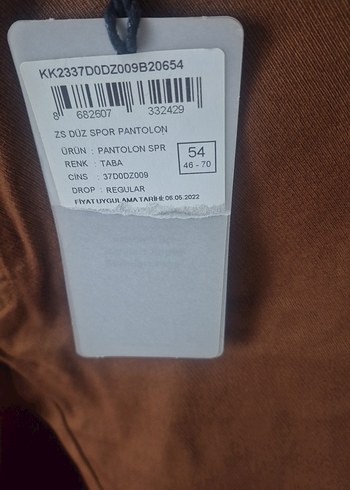 KK2337D0DZ009B20654
8 682607 332429
ZS DÜZ SPOR PANTOLON
ÜRÜN : PANTOLON SPR
RENK : TABA
CİNS : 37D0DZ009
DROP : REGULAR
54
46 - 70
FİYAT UYGULAMA TARİHİ: 06.05.2022